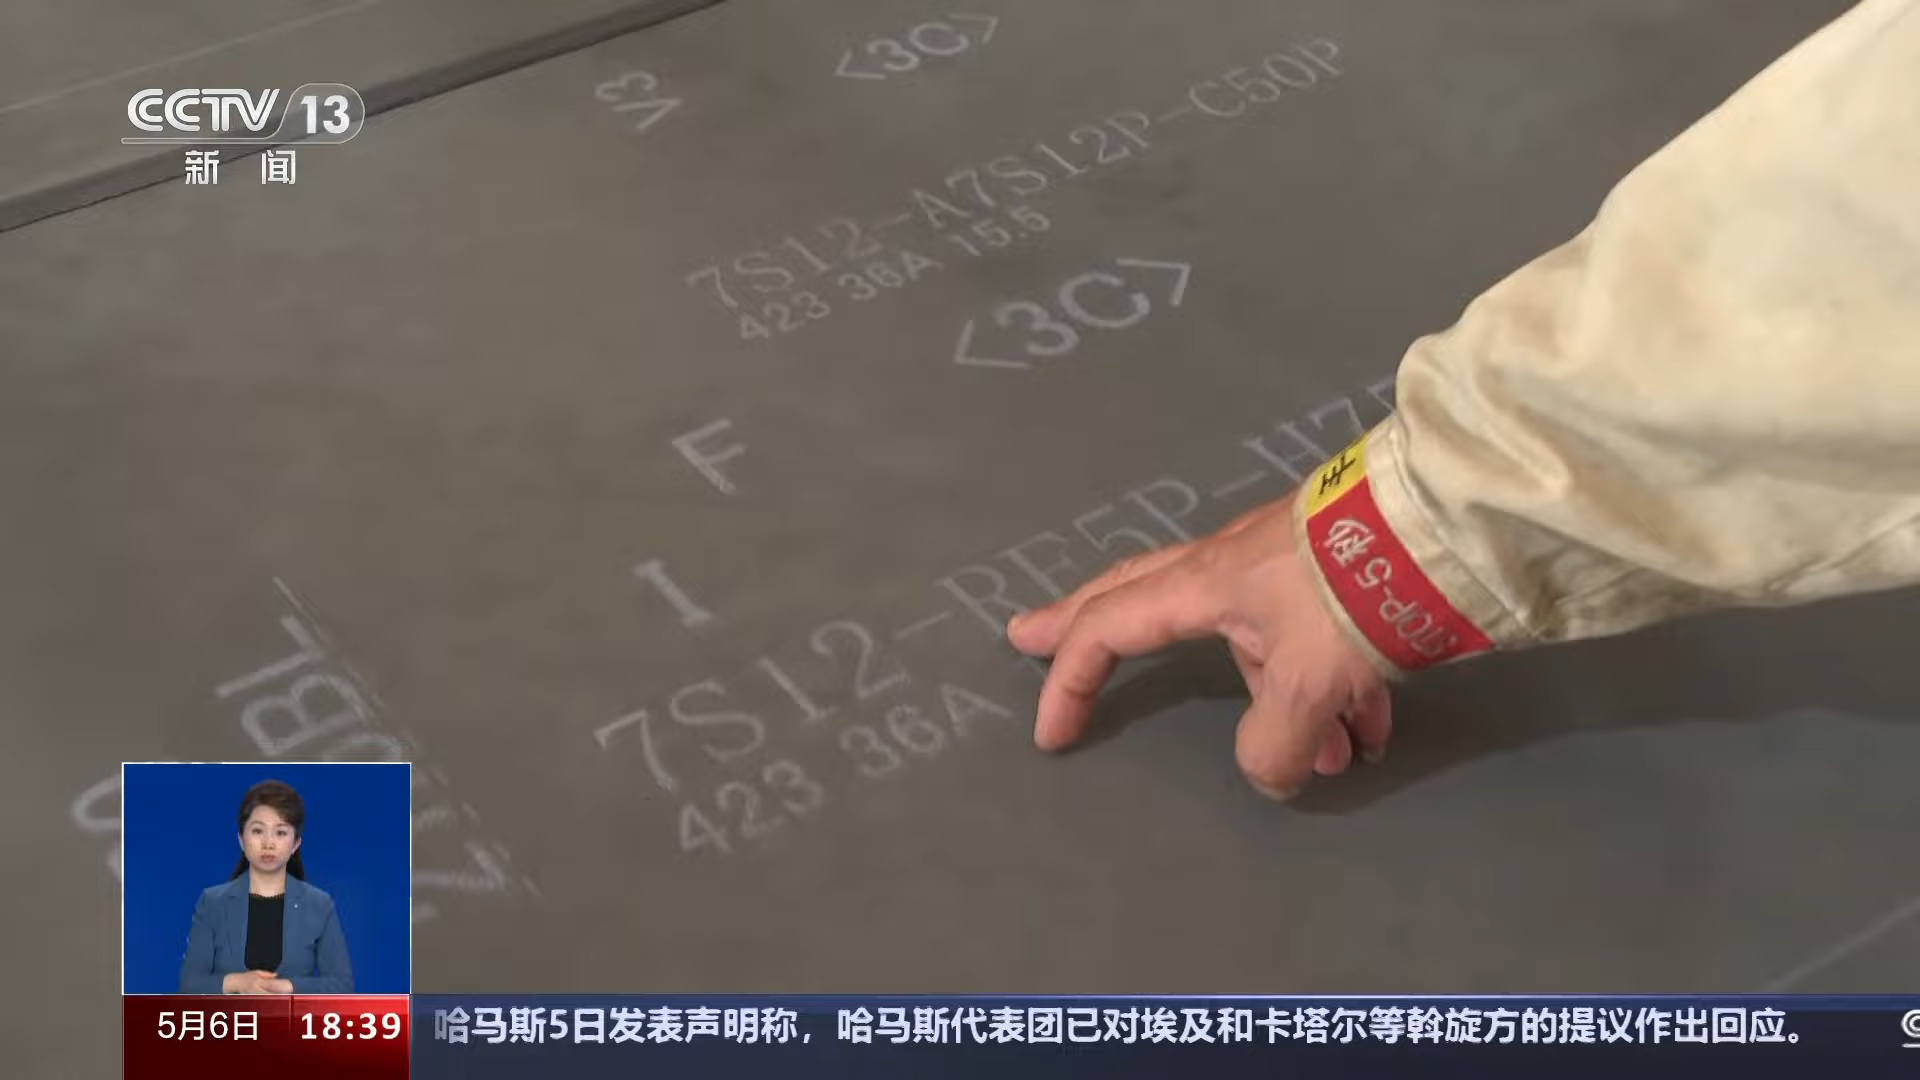 CCTV 13
新闻
<3C>
V3
7S12-A7S12P-C50P
423 36A 15.5
<3C>
F
I
7S12-RF5P-H7
423 36A
STOP-5秒
5月6日 18:39
哈马斯5日发表声明称，哈马斯代表团已对埃及和卡塔尔等斡旋方的提议作出回应。